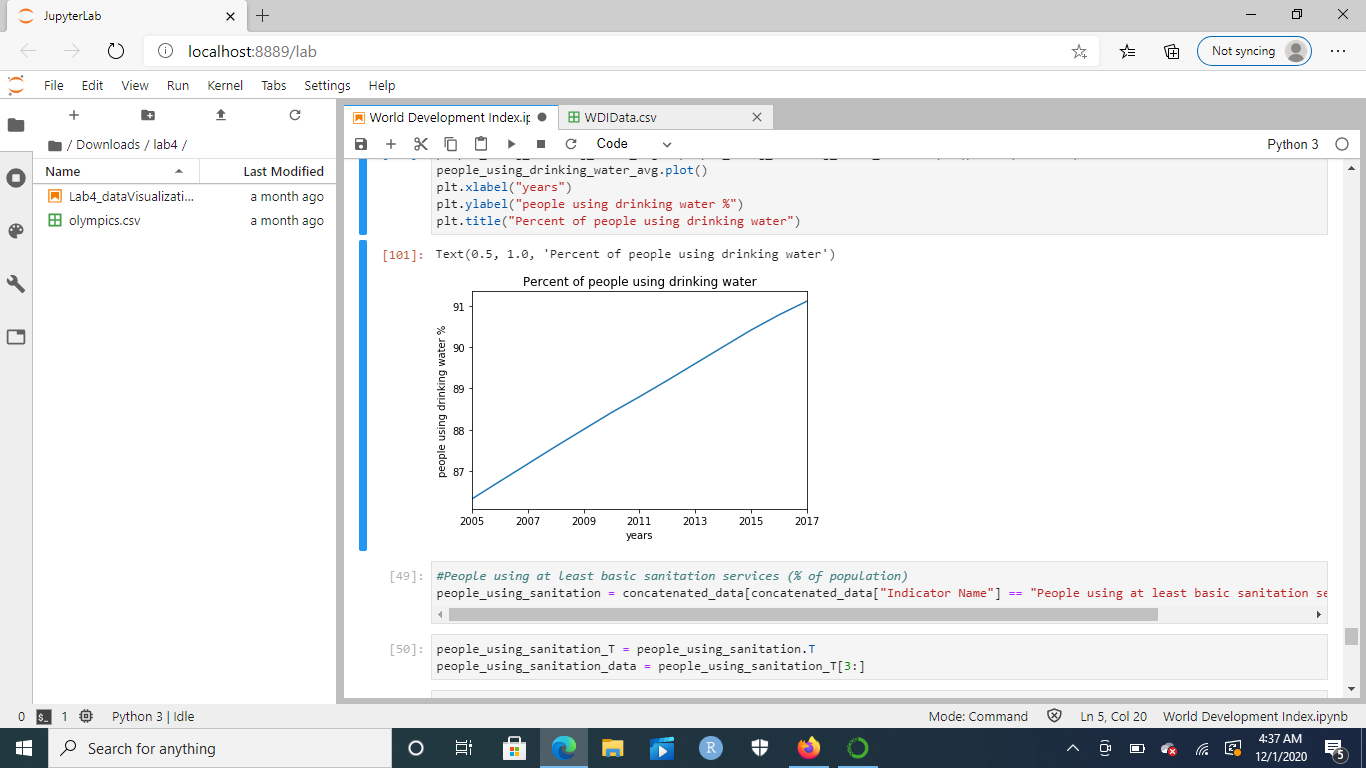 JupyterLab
localhost:8889/lab
Not syncing
File Edit View Run Kernel Tabs Settings Help
World Development Index.ip
WDIData.csv
/ Downloads / lab4 /
Code
Python 3
Name Last Modified
Lab4_dataVisualizati... a month ago
olympics.csv a month ago
people_using_drinking_water_avg.plot()
plt.xlabel("years")
plt.ylabel("people using drinking water %")
plt.title("Percent of people using drinking water")
[101]: Text(0.5, 1.0, 'Percent of people using drinking water')
Percent of people using drinking water
people using drinking water %
91
90
89
88
87
2005 2007 2009 2011 2013 2015 2017
years
[49]: #People using at least basic sanitation services (% of population)
people_using_sanitation = concatenated_data[concatenated_data["Indicator Name"] == "People using at least basic sanitation se
[50]: people_using_sanitation_T = people_using_sanitation.T
people_using_sanitation_data = people_using_sanitation_T[3:]
0 $_ 1 Python 3 | Idle Mode: Command Ln 5, Col 20 World Development Index.ipynb
Search for anything
R
4:37 AM
12/1/2020
5